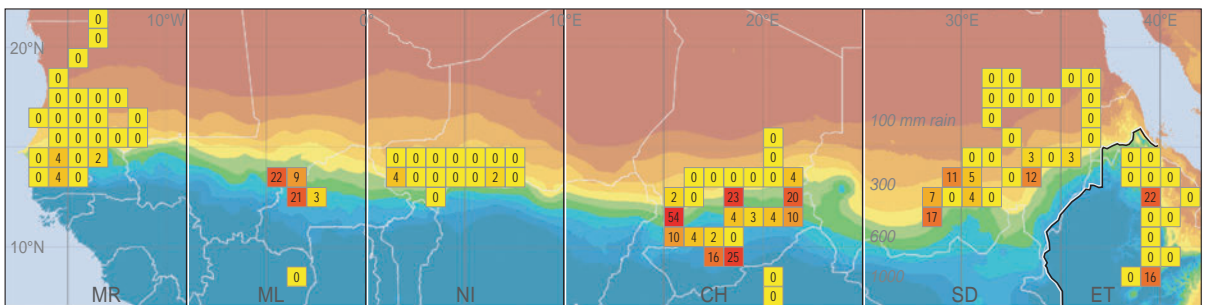 0 10°W 0° 10°E 20°E 30°E 40°E
0
20°N 0
0
0 0 0 0 0
0 0 0 0 0 0 0 0 0
0 0 0 0 0 100 mm rain 0 0
0 0 0 0 0 0 0 0
0 4 0 2 0 0 0 0 0 0 0 0 0 0 3 0 3 0 0
0 4 0 22 9 4 0 0 0 0 2 0 0 0 0 0 0 4 300 11 5 0 12 0 0
21 3 0 2 0 23 20 7 0 4 0 22 0
54 4 3 4 10 17 0 0
10°N 10 4 2 0 600 0
16 25 0 0
0 0 1000 0 16
MR ML NI CH 0 SD ET